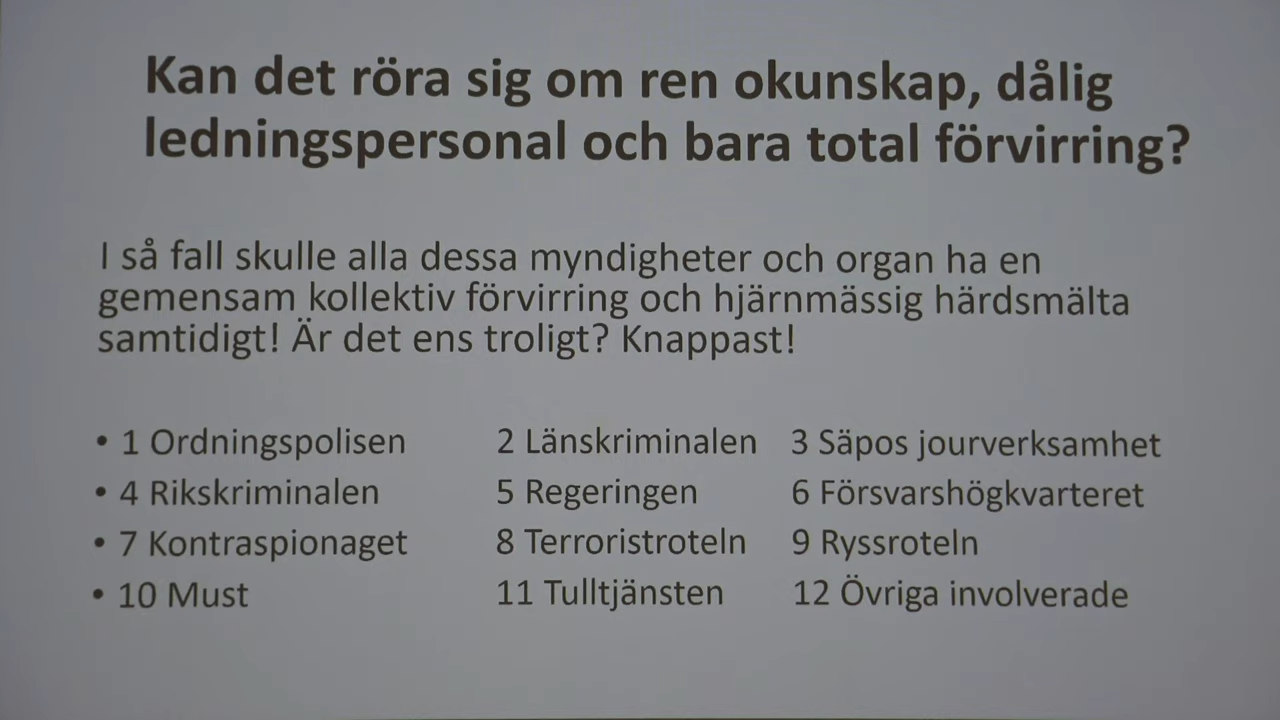 Kan det röra sig om ren okunskap, dålig
ledningspersonal och bara total förvirring?
I så fall skulle alla dessa myndigheter och organ ha en
gemensam kollektiv förvirring och hjärnmässig härdsmälta
samtidigt! Är det ens troligt? Knappast!
• 1 Ordningspolisen 2 Länskriminalen 3 Säpos jourverksamhet
• 4 Rikskriminalen 5 Regeringen 6 Försvarshögkvarteret
• 7 Kontraspionaget 8 Terroristroteln 9 Ryssroteln
• 10 Must 11 Tulltjänsten 12 Övriga involverade